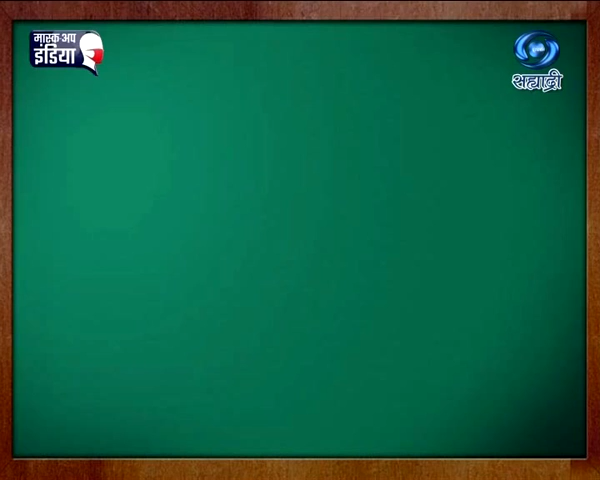 मास्क अप
इंडिया
सह्याद्री